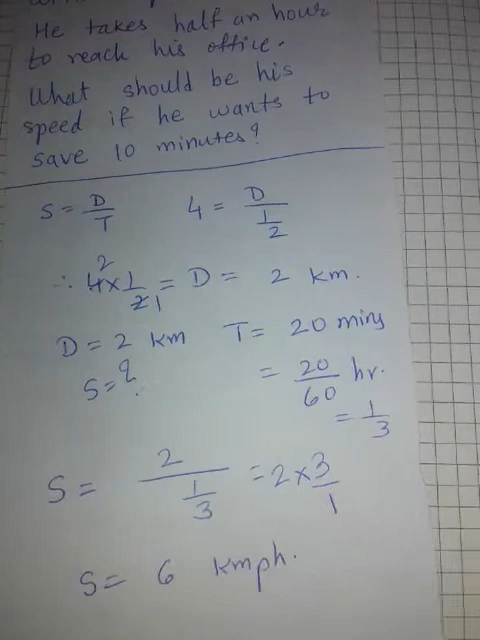 He takes half an hour
to reach his office.
What should be his
speed if he wants to
save 10 minutes?
S = D/T 4 = D/(1/2)
∴ 4 2 × 1/2 1 = D = 2 km.
D = 2 km T = 20 mins
S = ? = 20/60 hr.
= 1/3
S = 2/(1/3) = 2 × 3/1
S = 6 kmph.